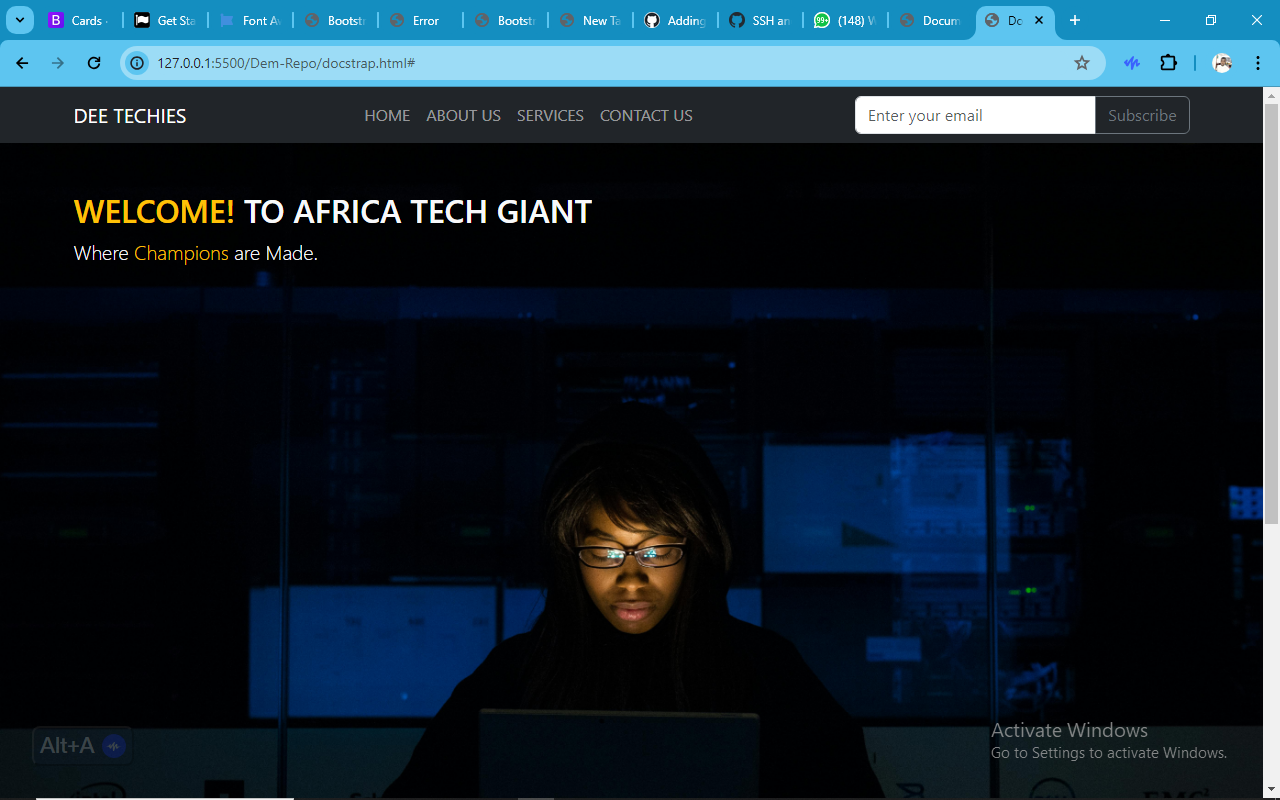 Cards
Get Sta
Font Av
Bootstr
Error
Bootstr
New Ta
Adding
SSH an
99+
(148) W
Docum
Do
127.0.0.1:5500/Dem-Repo/docstrap.html#
DEE TECHIES
HOME
ABOUT US
SERVICES
CONTACT US
Enter your email
Subscribe
WELCOME! TO AFRICA TECH GIANT
Where Champions are Made.
Alt+A
Activate Windows
Go to Settings to activate Windows.